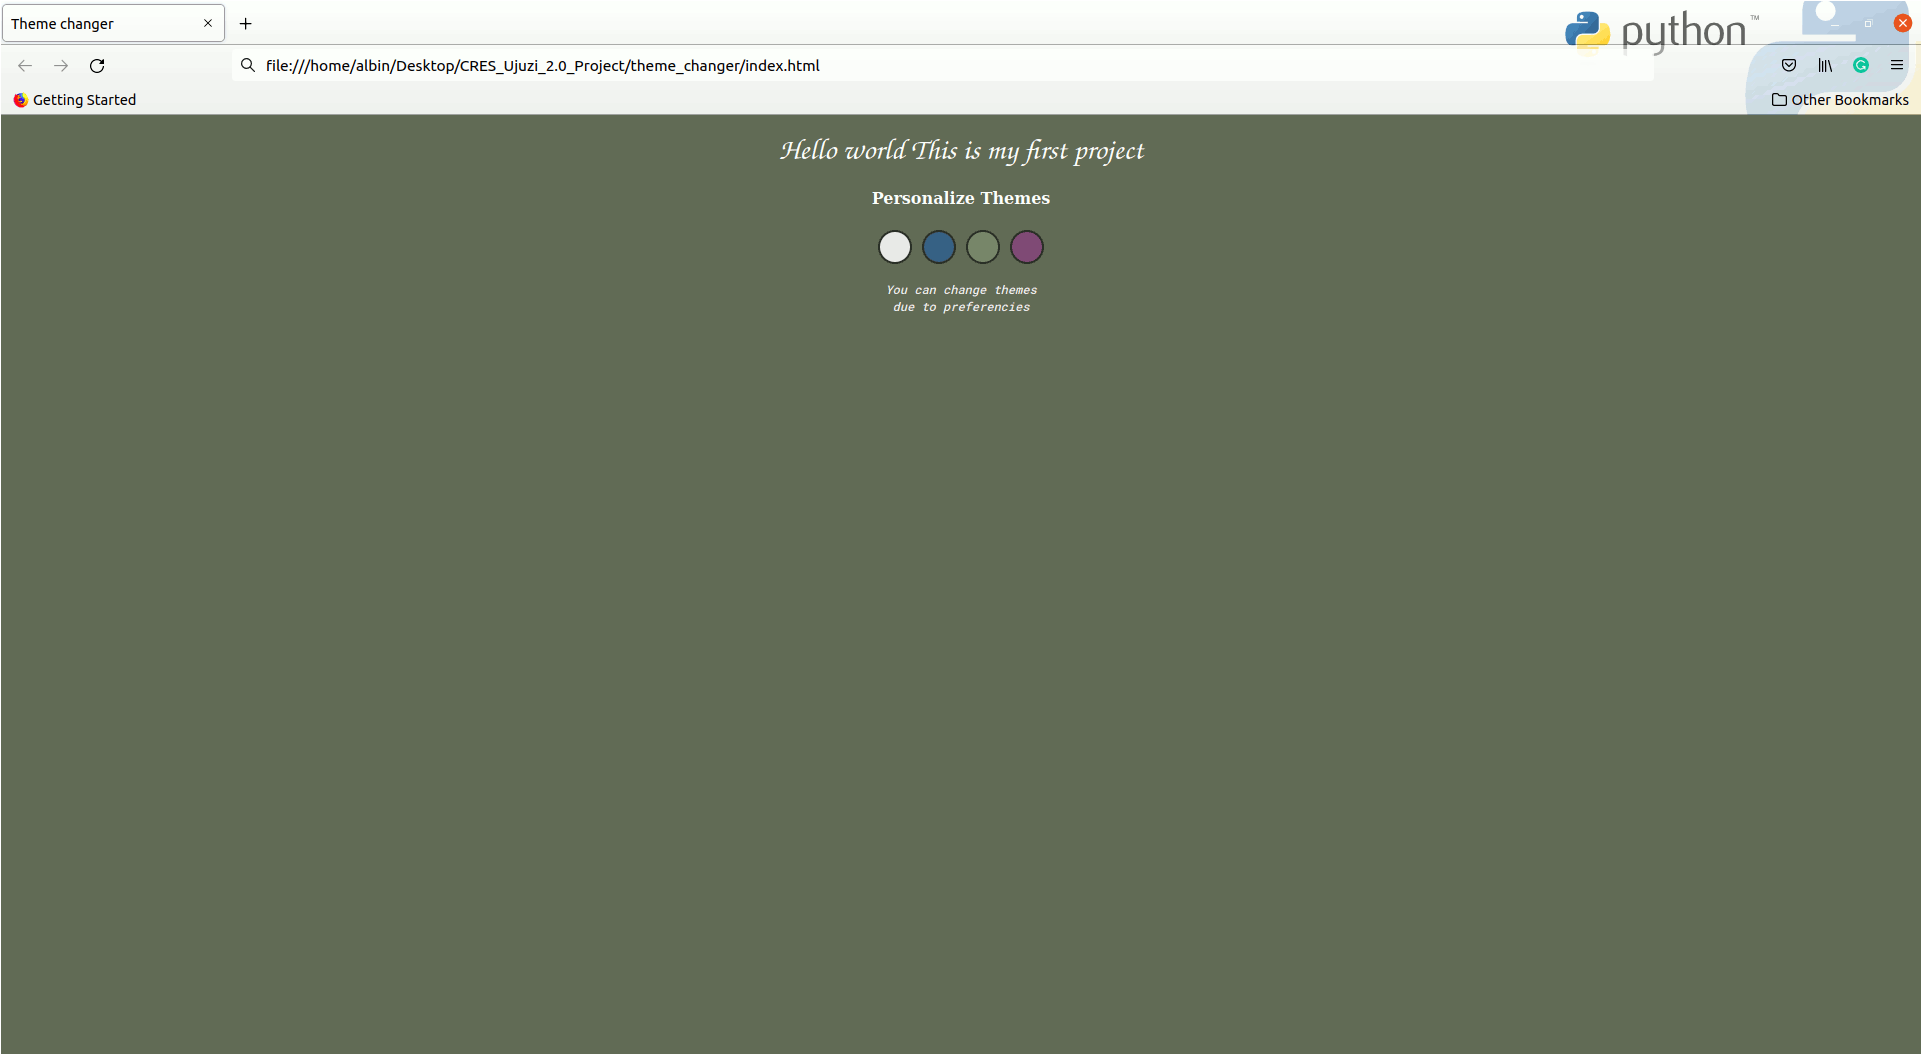 Theme changer
python™
file:///home/albin/Desktop/CRES_Ujuzi_2.0_Project/theme_changer/index.html
Getting Started
Other Bookmarks
Hello world This is my first project
Personalize Themes
You can change themes
due to preferencies